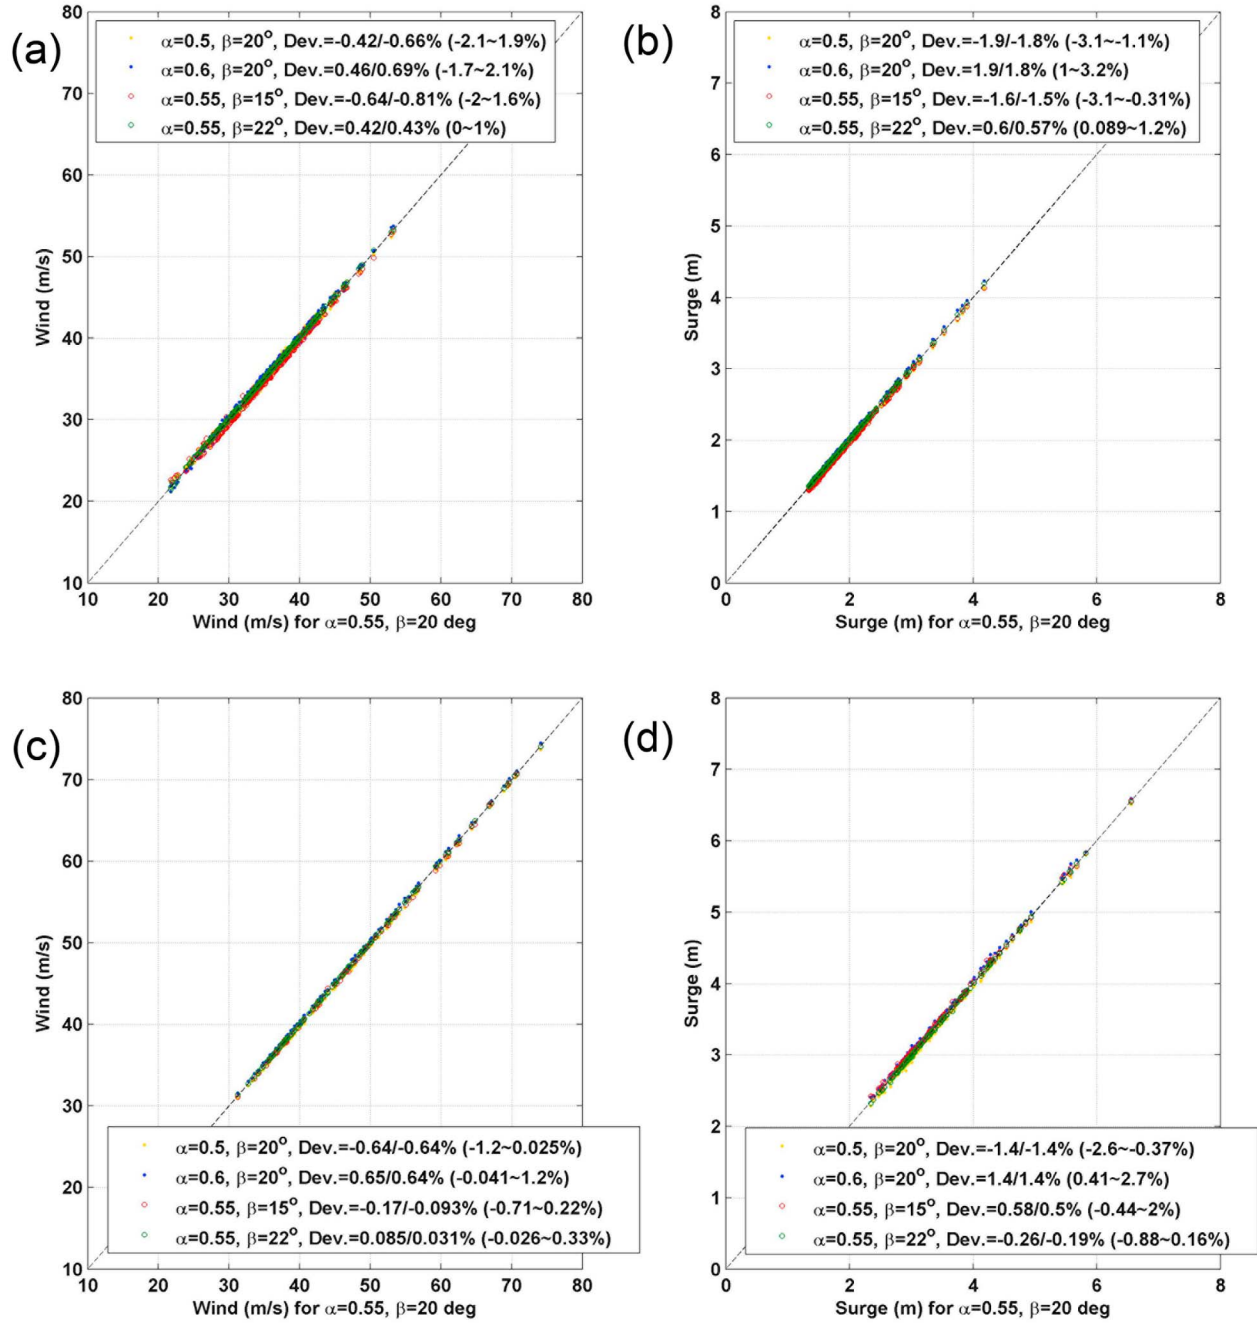 (a)
80
70
60
50
40
30
20
10
Wind (m/s)
α=0.5, β=20°, Dev.=-0.42/-0.66% (-2.1~1.9%)
α=0.6, β=20°, Dev.=0.46/0.69% (-1.7~2.1%)
α=0.55, β=15°, Dev.=-0.64/-0.81% (-2~1.6%)
α=0.55, β=22°, Dev.=0.42/0.43% (0~1%)
10 20 30 40 50 60 70 80
Wind (m/s) for α=0.55, β=20 deg
(b)
8
7
6
5
4
3
2
1
0
Surge (m)
α=0.5, β=20°, Dev.=-1.9/-1.8% (-3.1~-1.1%)
α=0.6, β=20°, Dev.=1.9/1.8% (1~3.2%)
α=0.55, β=15°, Dev.=-1.6/-1.5% (-3.1~-0.31%)
α=0.55, β=22°, Dev.=0.6/0.57% (0.089~1.2%)
0 2 4 6 8
Surge (m) for α=0.55, β=20 deg
(c)
80
70
60
50
40
30
20
10
Wind (m/s)
α=0.5, β=20°, Dev.=-0.64/-0.64% (-1.2~0.025%)
α=0.6, β=20°, Dev.=0.65/0.64% (-0.041~1.2%)
α=0.55, β=15°, Dev.=-0.17/-0.093% (-0.71~0.22%)
α=0.55, β=22°, Dev.=0.085/0.031% (-0.026~0.33%)
10 20 30 40 50 60 70 80
Wind (m/s) for α=0.55, β=20 deg
(d)
8
7
6
5
4
3
2
1
0
Surge (m)
α=0.5, β=20°, Dev.=-1.4/-1.4% (-2.6~-0.37%)
α=0.6, β=20°, Dev.=1.4/1.4% (0.41~2.7%)
α=0.55, β=15°, Dev.=0.58/0.5% (-0.44~2%)
α=0.55, β=22°, Dev.=-0.26/-0.19% (-0.88~0.16%)
0 2 4 6 8
Surge (m) for α=0.55, β=20 deg